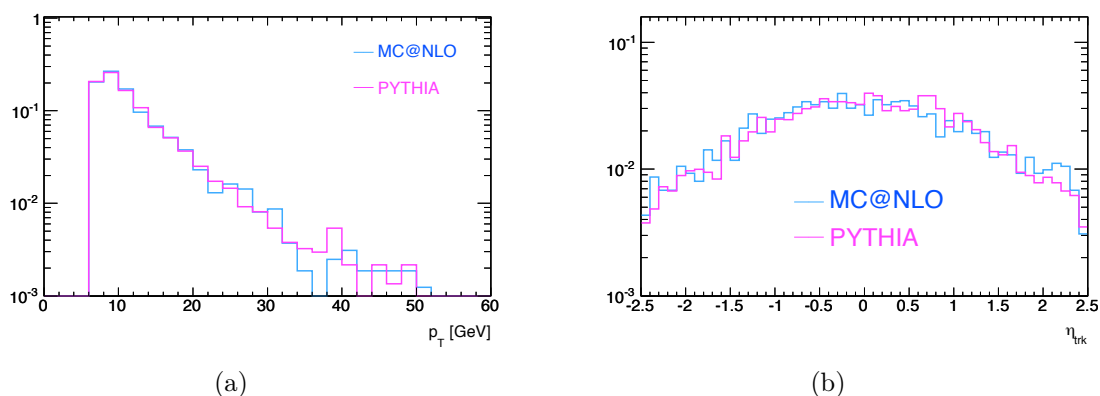 1
10^-1
10^-2
10^-3
0 10 20 30 40 50 60
p_T [GeV]
MC@NLO
PYTHIA
(a)
10^-1
10^-2
10^-3
-2.5 -2 -1.5 -1 -0.5 0 0.5 1 1.5 2 2.5
η_trk
MC@NLO
PYTHIA
(b)